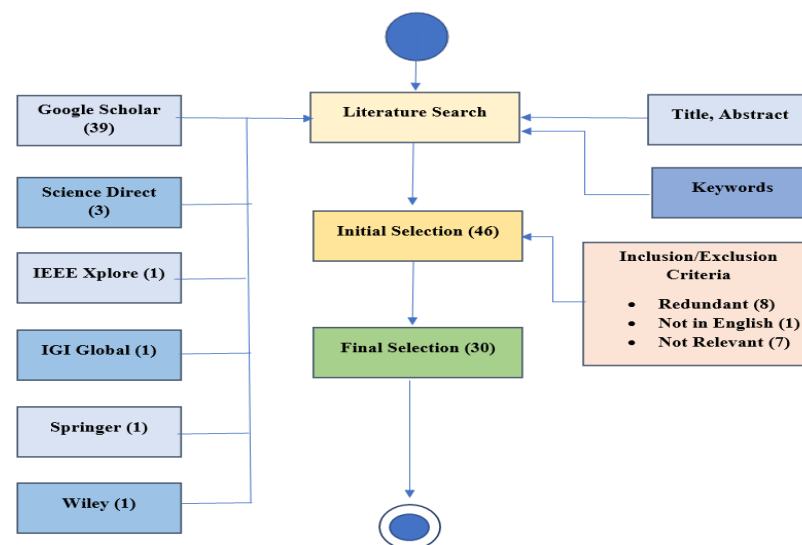 Google Scholar
(39)
Science Direct
(3)
IEEE Xplore (1)
IGI Global (1)
Springer (1)
Wiley (1)
Literature Search
Initial Selection (46)
Final Selection (30)
Title, Abstract
Keywords
Inclusion/Exclusion
Criteria
• Redundant (8)
• Not in English (1)
• Not Relevant (7)